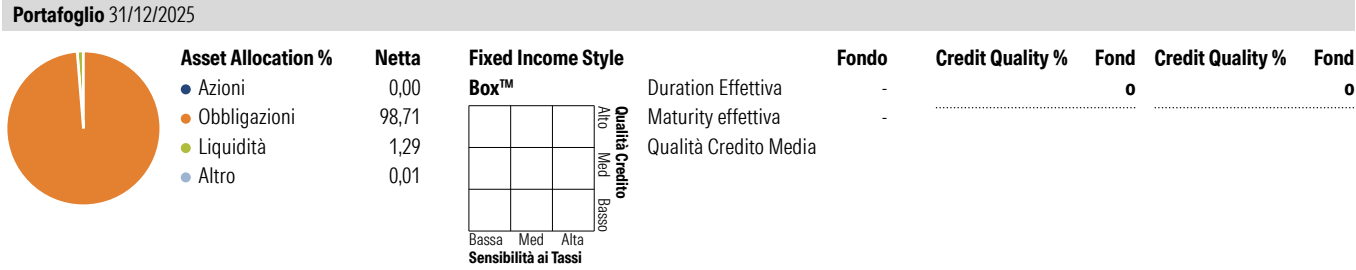 Portafoglio 31/12/2025
Asset Allocation % Netta
Azioni 0,00
Obbligazioni 98,71
Liquidità 1,29
Altro 0,01
Fixed Income Style
Box™
Alto Med Basso
Qualità Credito
Bassa Med Alta
Sensibilità ai Tassi
Fondo
Duration Effettiva -
Maturity effettiva -
Qualità Credito Media
Credit Quality % Fond
o
Credit Quality % Fond
o